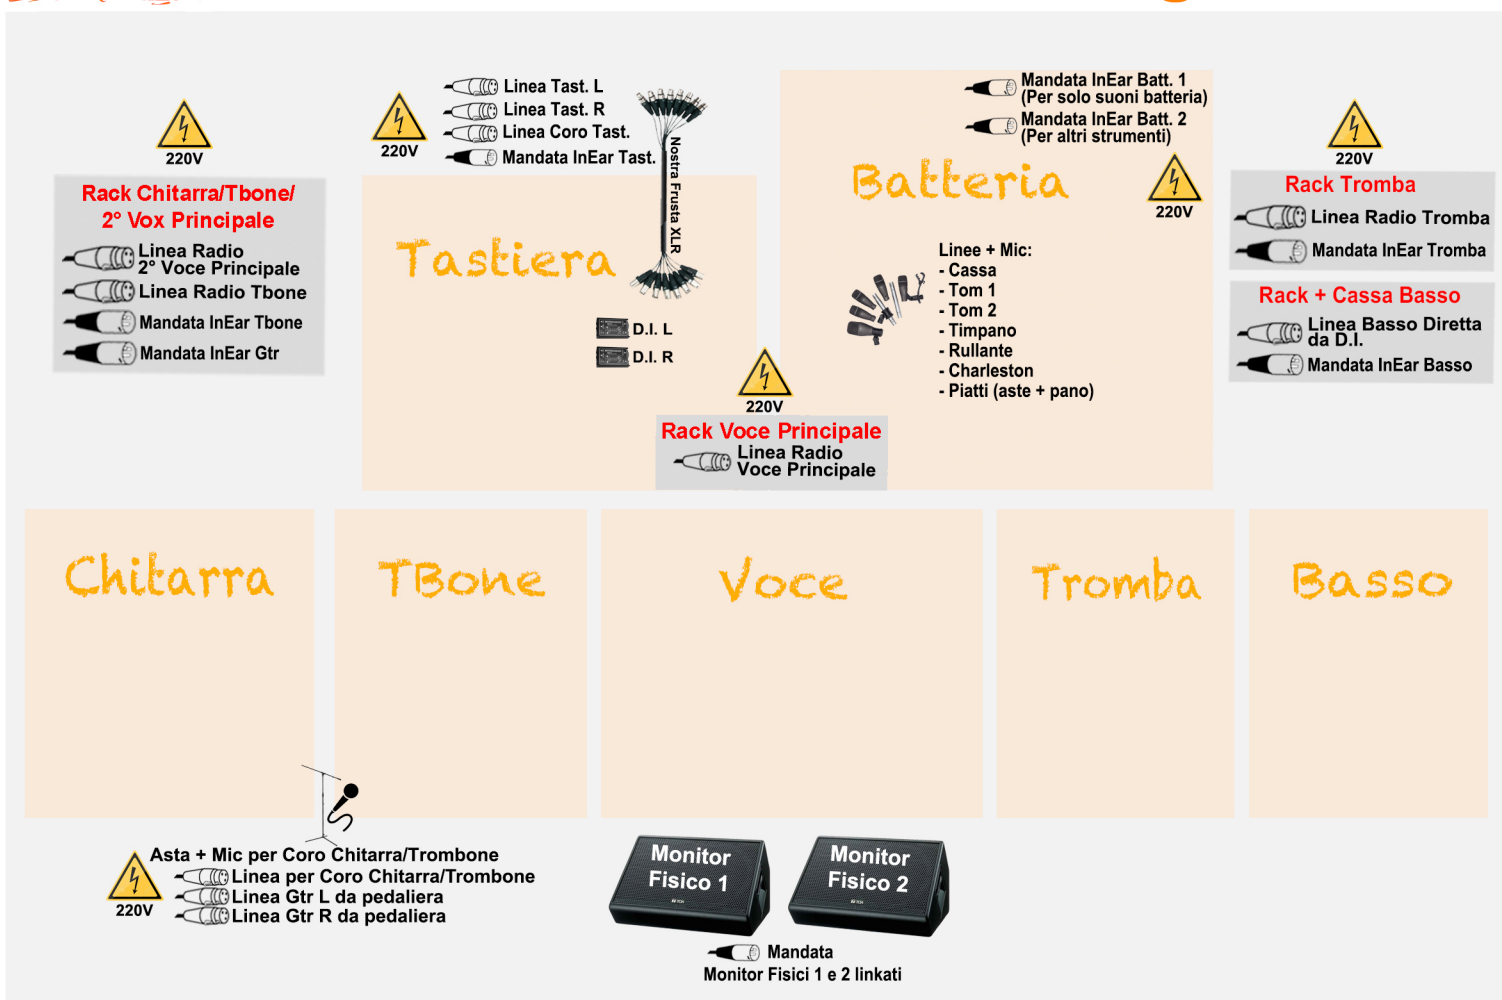 220V
Rack Chitarra/Tbone/
2° Vox Principale
Linea Radio
2° Voce Principale
Linea Radio Tbone
Mandata InEar Tbone
Mandata InEar Gtr
220V
Linea Tast. L
Linea Tast. R
Linea Coro Tast.
Mandata InEar Tast.
Nostra Frusta XLR
Tastiera
D.I. L
D.I. R
Mandata InEar Batt. 1
(Per solo suoni batteria)
Mandata InEar Batt. 2
(Per altri strumenti)
Batteria
220V
Linee + Mic:
- Cassa
- Tom 1
- Tom 2
- Timpano
- Rullante
- Charleston
- Piatti (aste + pano)
220V
Rack Tromba
Linea Radio Tromba
Mandata InEar Tromba
Rack + Cassa Basso
Linea Basso Diretta
da D.I.
Mandata InEar Basso
220V
Rack Voce Principale
Linea Radio
Voce Principale
Chitarra
TBone
Voce
Tromba
Basso
Asta + Mic per Coro Chitarra/Trombone
Linea per Coro Chitarra/Trombone
Linea Gtr L da pedaliera
Linea Gtr R da pedaliera
220V
Monitor
Fisico 1
Monitor
Fisico 2
Mandata
Monitor Fisici 1 e 2 linkati